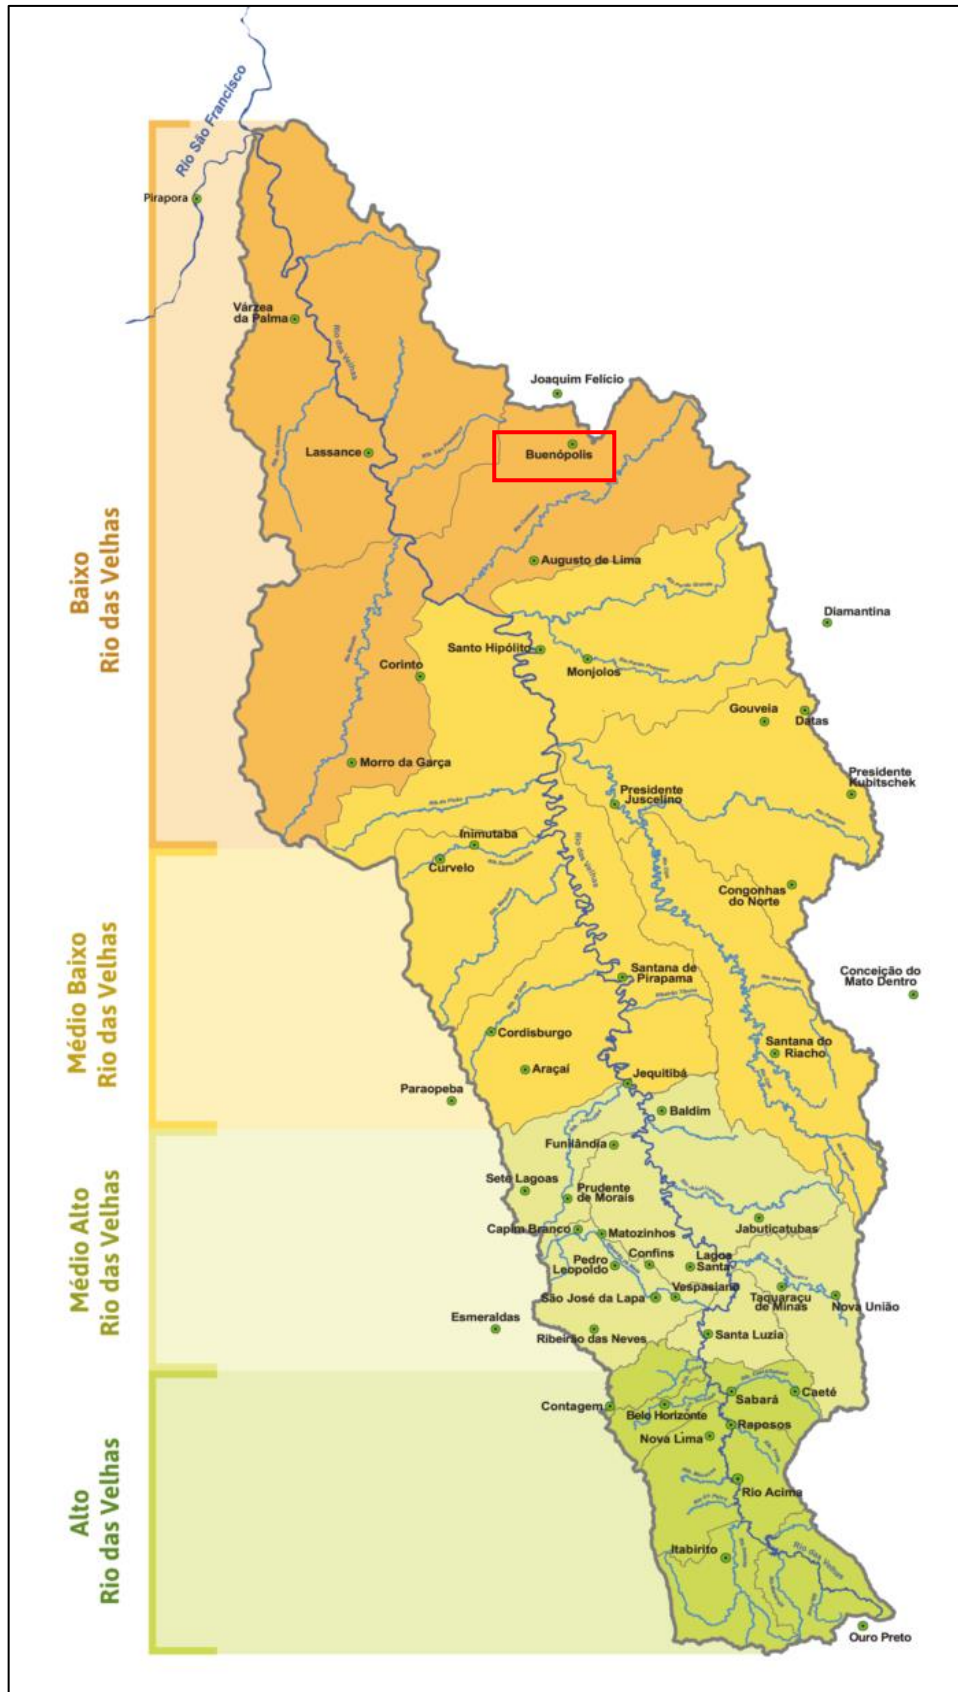 Rio São Francisco
Pirapora
Várzea
da Palma
Rio das Velhas
Joaquim Felício
Buenópolis
Lassance
Augusto de Lima
Baixo
Rio das Velhas
Diamantina
Santo Hipólito
Monjolos
Corinto
Gouveia
Datas
Morro da Garça
Presidente
Kubitschek
Presidente
Juscelino
Inimutaba
Curvelo
Rio das Velhas
Congonhas
do Norte
Médio Baixo
Rio das Velhas
Santana de
Pirapama
Conceição do
Mato Dentro
Cordisburgo
Santana do
Riacho
Araçaí
Jequitibá
Paraopeba
Baldim
Funilândia
Sete Lagoas
Prudente
de Morais
Médio Alto
Rio das Velhas
Jabuticatubas
Capim Branco
Matozinhos
Confins
Lagoa
Santa
Pedro
Leopoldo
São José da Lapa
Vespasiano
Taquaraçu
de Minas
Nova União
Esmeraldas
Ribeirão das Neves
Santa Luzia
Sabará
Caeté
Contagem
Belo Horizonte
Raposos
Nova Lima
Alto
Rio das Velhas
Rio Acima
Itabirito
Rio das Velhas
Ouro Preto